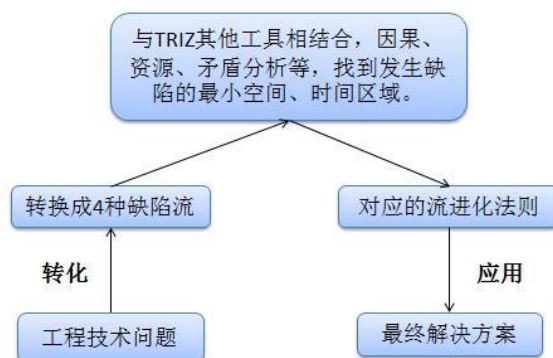 与TRIZ其他工具相结合，因果、
资源、矛盾分析等，找到发生缺
陷的最小空间、时间区域。
转换成4种缺陷流
对应的流进化法则
转化
应用
工程技术问题
最终解决方案